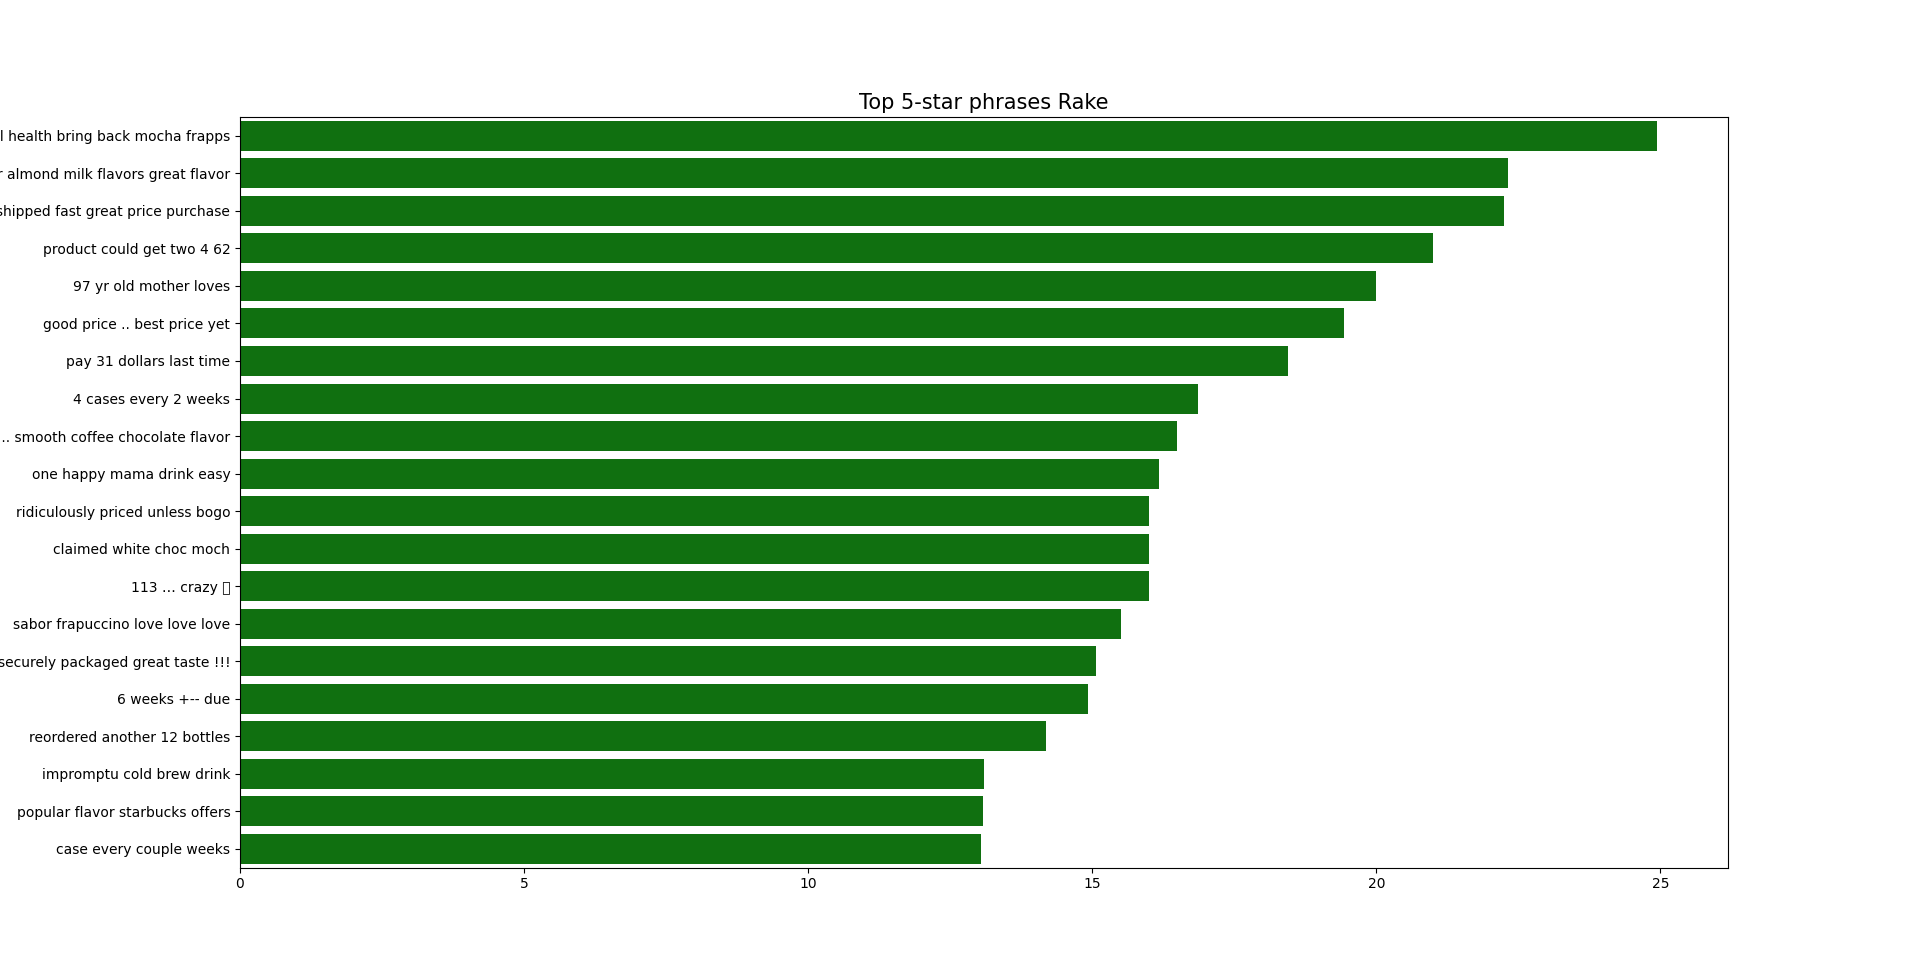 Top 5-star phrases Rake
l health bring back mocha frapps
almond milk flavors great flavor
shipped fast great price purchase
product could get two 4 62
97 yr old mother loves
good price .. best price yet
pay 31 dollars last time
4 cases every 2 weeks
.. smooth coffee chocolate flavor
one happy mama drink easy
ridiculously priced unless bogo
claimed white choc moch
113 ... crazy
sabor frapuccino love love love
securely packaged great taste !!!
6 weeks +-- due
reordered another 12 bottles
impromptu cold brew drink
popular flavor starbucks offers
case every couple weeks
0 5 10 15 20 25